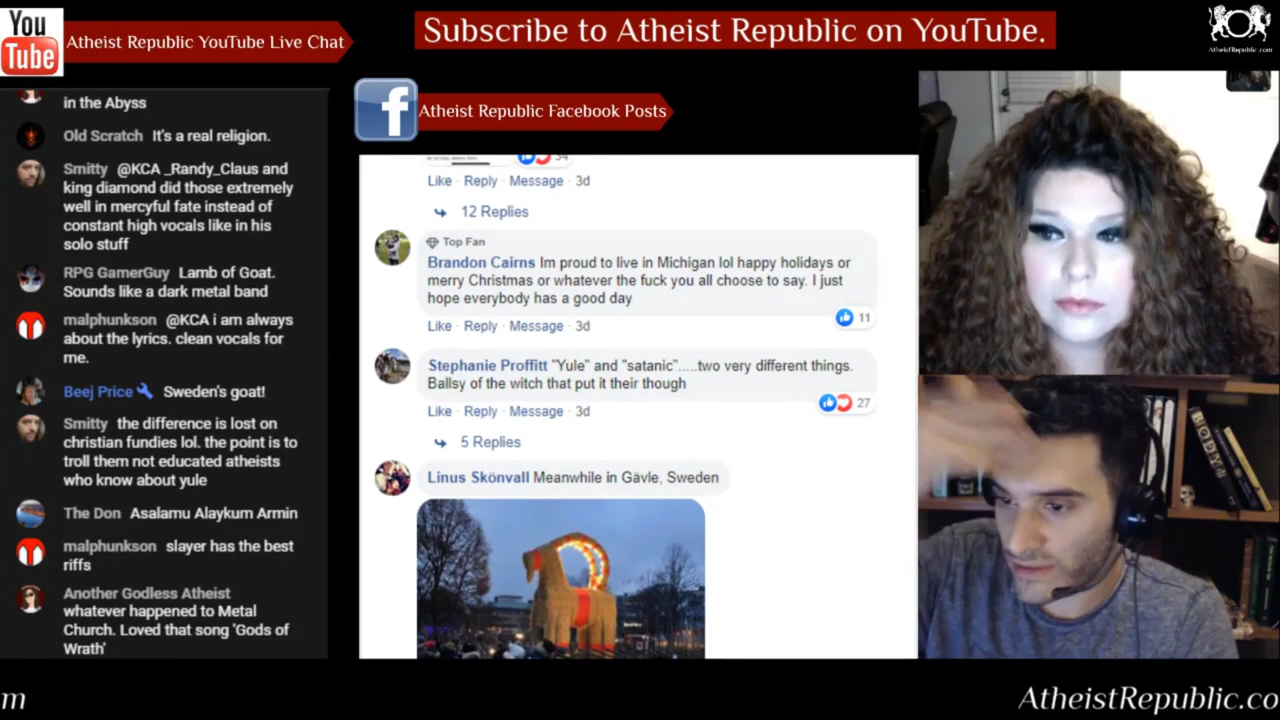 You
Tube
Atheist Republic YouTube Live Chat
Subscribe to Atheist Republic on YouTube.
AtheistRepublic.com
in the Abyss
Old Scratch It's a real religion.
Smitty @KCA _Randy_Claus and
king diamond did those extremely
well in mercyful fate instead of
constant high vocals like in his
solo stuff
RPG GamerGuy Lamb of Goat.
Sounds like a dark metal band
malphunkson @KCA i am always
about the lyrics. clean vocals for
me.
Beej Price Sweden's goat!
Smitty the difference is lost on
christian fundies lol. the point is to
troll them not educated atheists
who know about yule
The Don Asalamu Alaykum Armin
malphunkson slayer has the best
riffs
Another Godless Atheist
whatever happened to Metal
Church. Loved that song 'Gods of
Wrath'
f
Atheist Republic Facebook Posts
34
Like · Reply · Message · 3d
12 Replies
Top Fan
Brandon Cairns Im proud to live in Michigan lol happy holidays or
merry Christmas or whatever the fuck you all choose to say. I just
hope everybody has a good day
11
Like · Reply · Message · 3d
Stephanie Proffitt "Yule" and "satanic".....two very different things.
Ballsy of the witch that put it their though
27
Like · Reply · Message · 3d
5 Replies
Linus Skönvall Meanwhile in Gävle, Sweden
BODY
m
AtheistRepublic.co